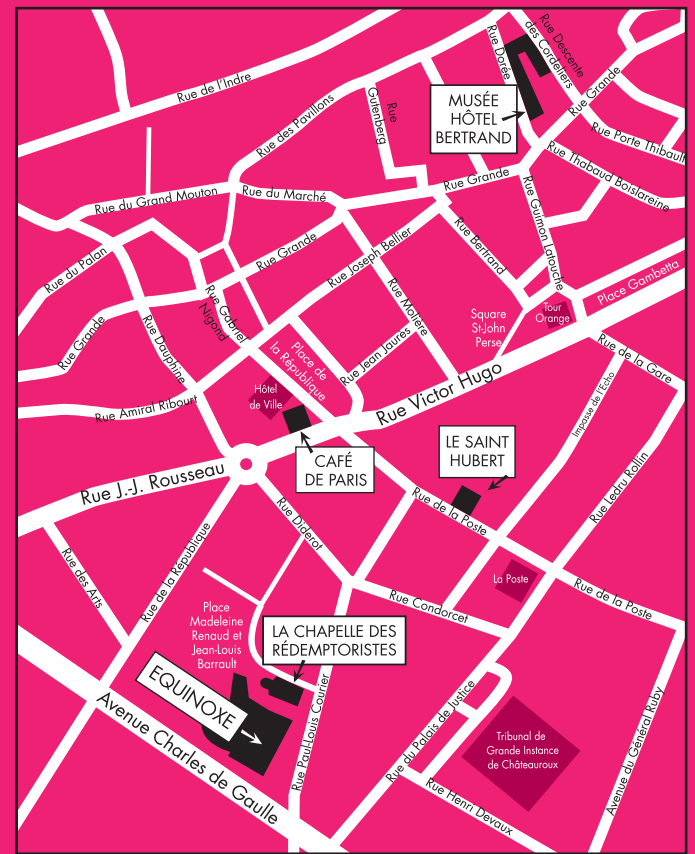 Rue de l'Indre
Rue des Pavillons
Rue
Gutenberg
Rue Dorée
Rue Descente
des Cordeliers
Rue Grande
MUSÉE
HÔTEL
BERTRAND
Rue Porte Thibault
Rue Thabaud Boislareine
Rue du Grand Mouton
Rue du Marché
Rue Grande
Rue Guimon Latouche
Rue du Palan
Rue Grande
Rue Joseph Bellier
Rue Bertrand
Place Gambetta
Rue Gabriel
Nigond
Rue Molière
Square
St-John
Perse
Tour
Orange
Rue Grande
Rue Dauphine
Place de
la République
Rue Jean Jaurès
Rue de la Gare
Hôtel
de Ville
Rue Amiral Ribourt
Rue Victor Hugo
Impasse de l'Echo
CAFÉ
DE PARIS
LE SAINT
HUBERT
Rue J.-J. Rousseau
Rue Ledru Rollin
Rue de la Poste
Rue Diderot
Rue des Arts
Rue de la République
La Poste
Rue de la Poste
Rue Condorcet
Place
Madeleine
Renaud et
Jean-Louis
Barrault
LA CHAPELLE DES
RÉDEMPTORISTES
EQUINOXE
Rue Paul-Louis Courier
Rue du Palais de Justice
Avenue Charles de Gaulle
Tribunal de
Grande Instance
de Châteauroux
Avenue du Général Ruby
Rue Henri Devaux